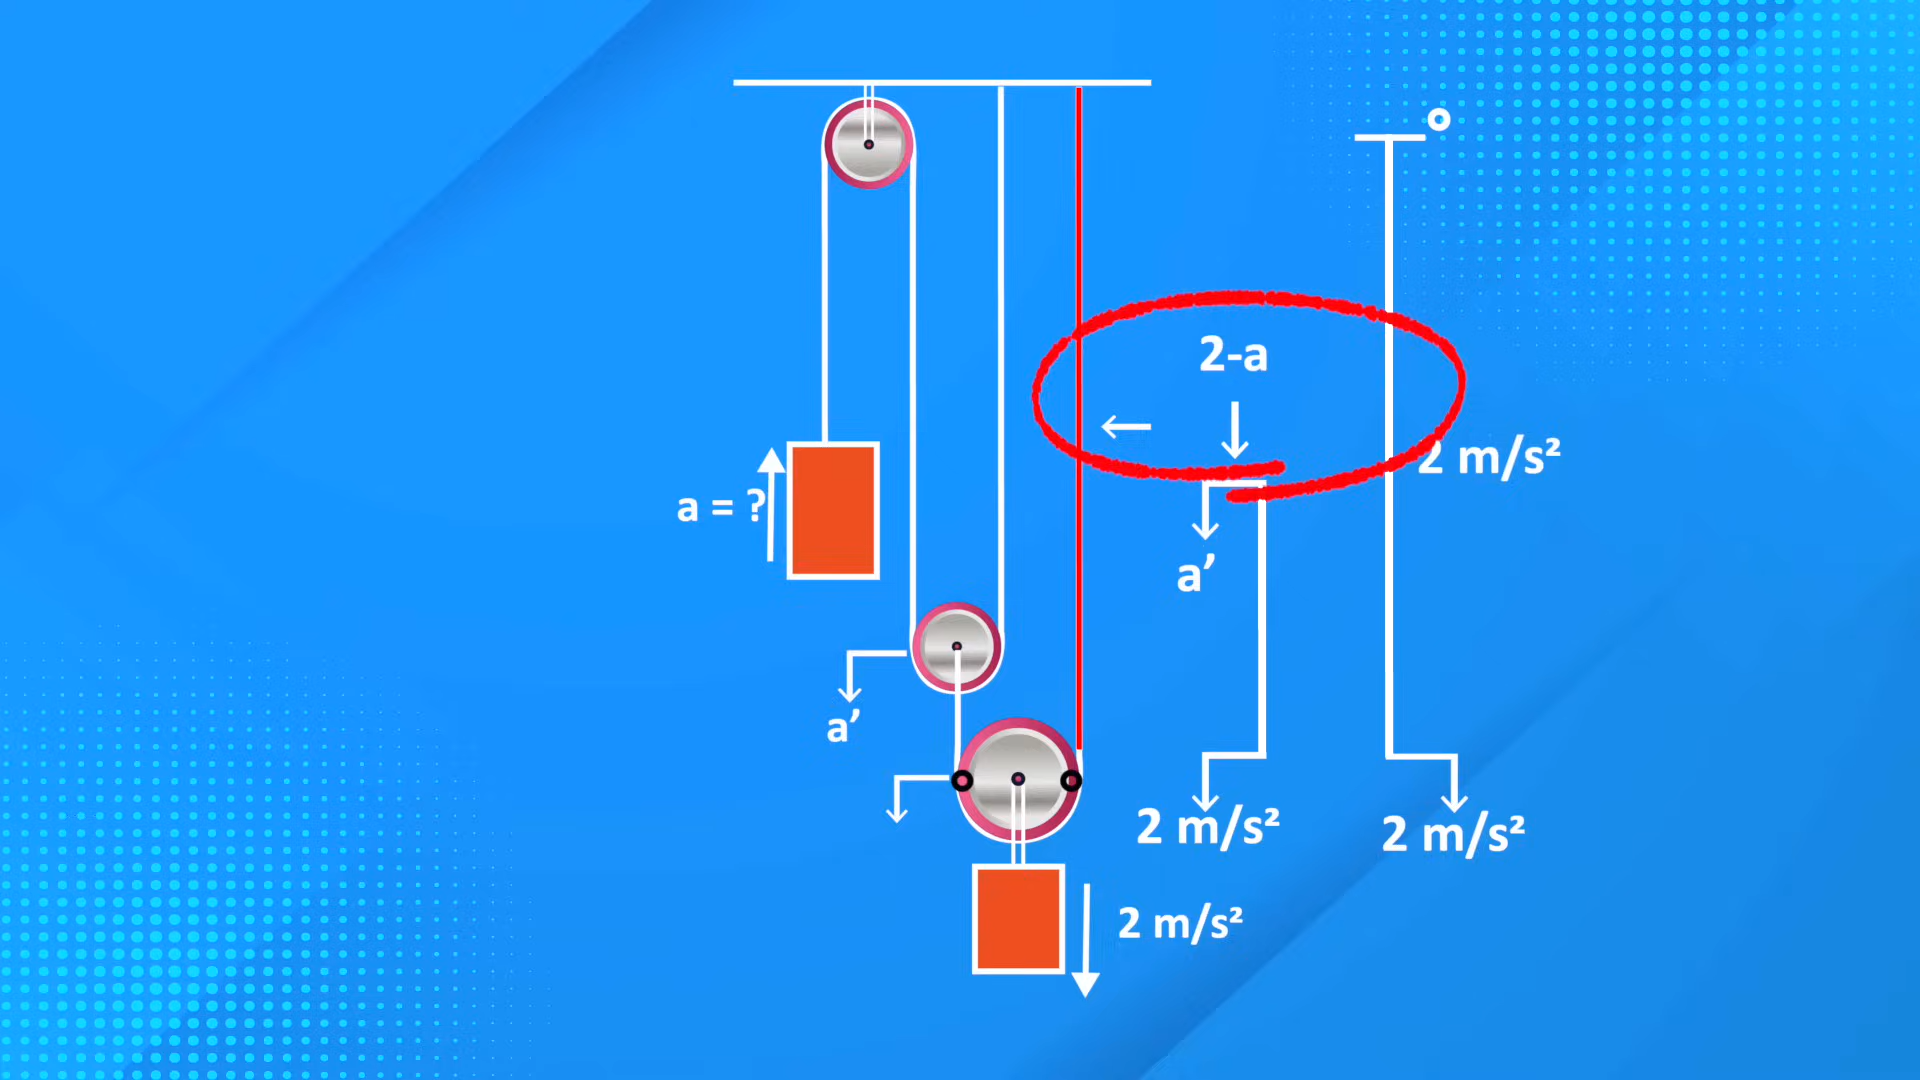 2-a
2 m/s²
a = ?
a’
a’
2 m/s²
2 m/s²
2 m/s²